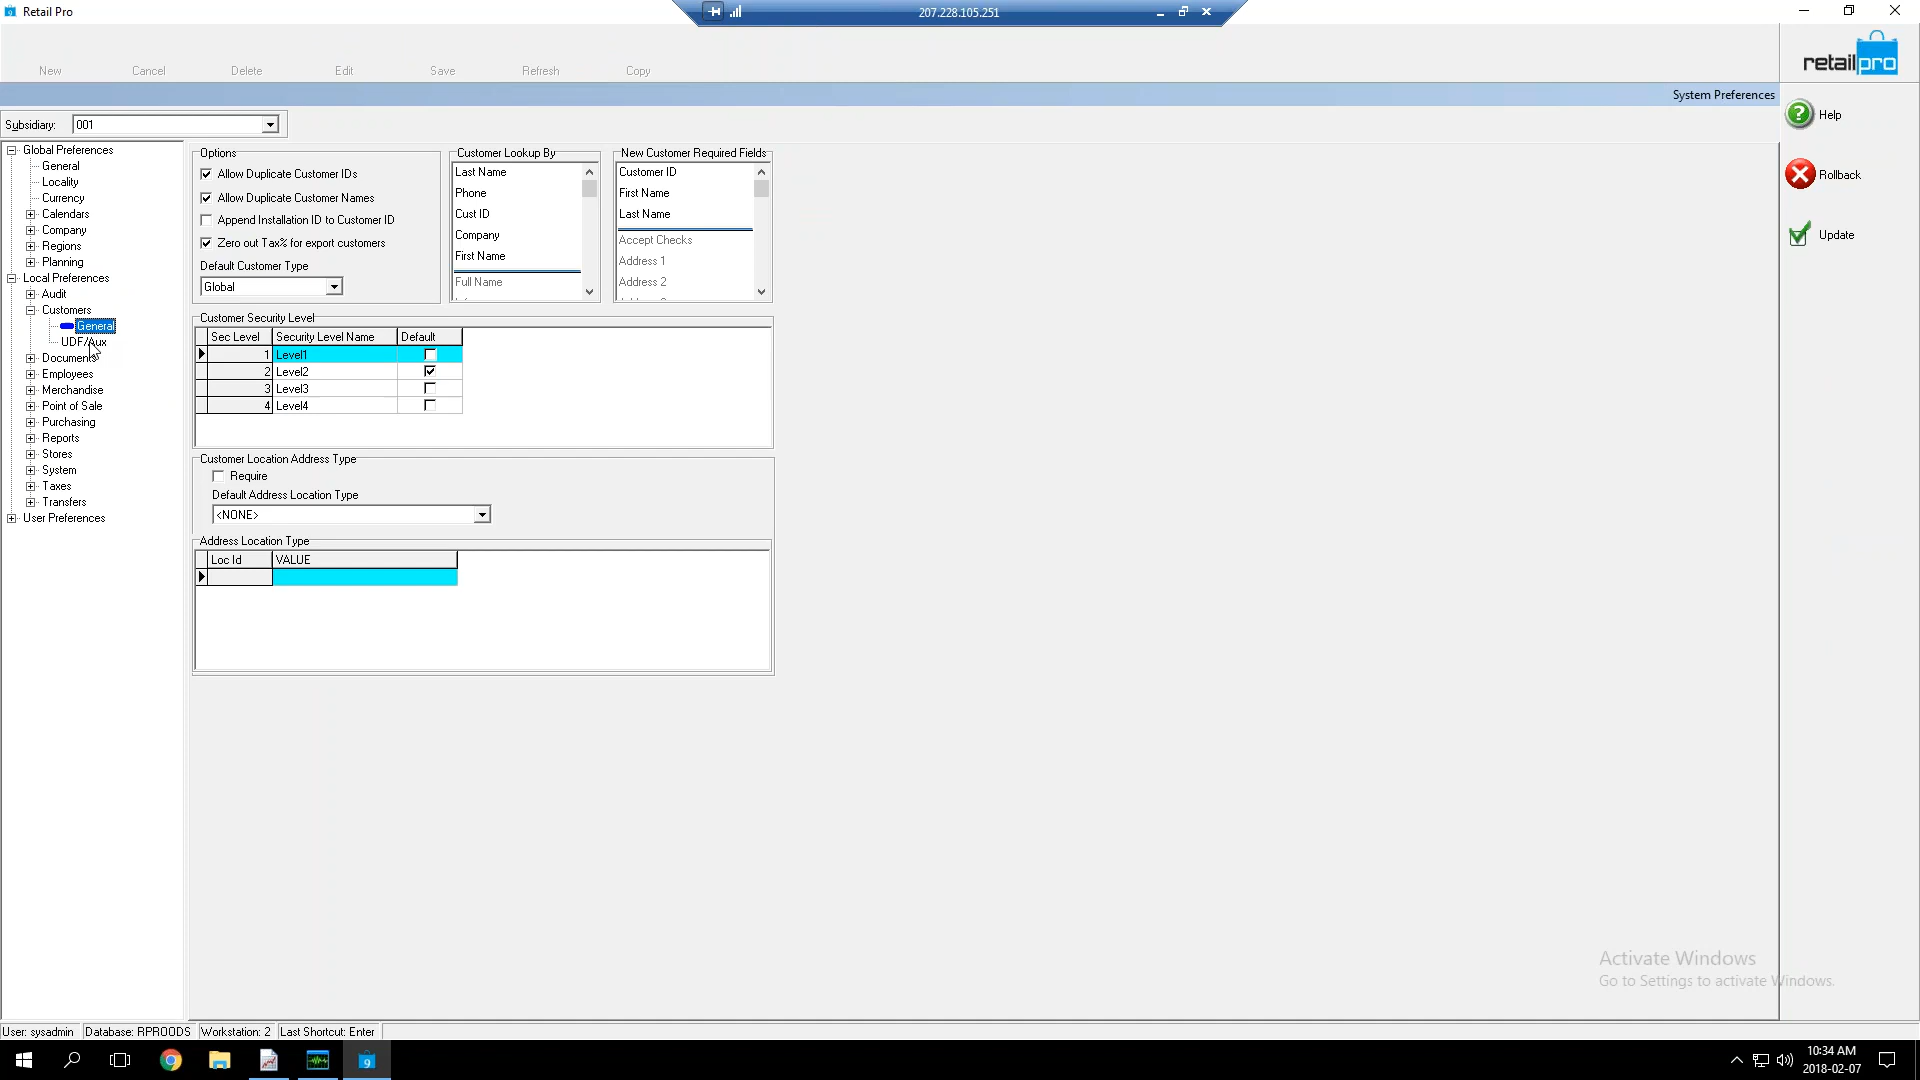 Retail Pro
207.228.105.251
New Cancel Delete Edit Save Refresh Copy
retailpro
System Preferences
Subsidiary: 001
Help
Rollback
Update
Global Preferences
General
Locality
Currency
Calendars
Company
Regions
Planning
Local Preferences
Audit
Customers
General
UDF/Aux
Documents
Employees
Merchandise
Point of Sale
Purchasing
Reports
Stores
System
Taxes
Transfers
User Preferences
Options
Allow Duplicate Customer IDs
Allow Duplicate Customer Names
Append Installation ID to Customer ID
Zero out Tax% for export customers
Default Customer Type
Global
Customer Lookup By
Last Name
Phone
Cust ID
Company
First Name
Full Name
New Customer Required Fields
Customer ID
First Name
Last Name
Accept Checks
Address 1
Address 2
Customer Security Level
Sec Level Security Level Name Default
1 Level1
2 Level2
3 Level3
4 Level4
Customer Location Address Type
Require
Default Address Location Type
<NONE>
Address Location Type
Loc Id VALUE
Activate Windows
Go to Settings to activate Windows.
User: sysadmin Database: RPROODS Workstation: 2 Last Shortcut: Enter
9
10:34 AM
2018-02-07